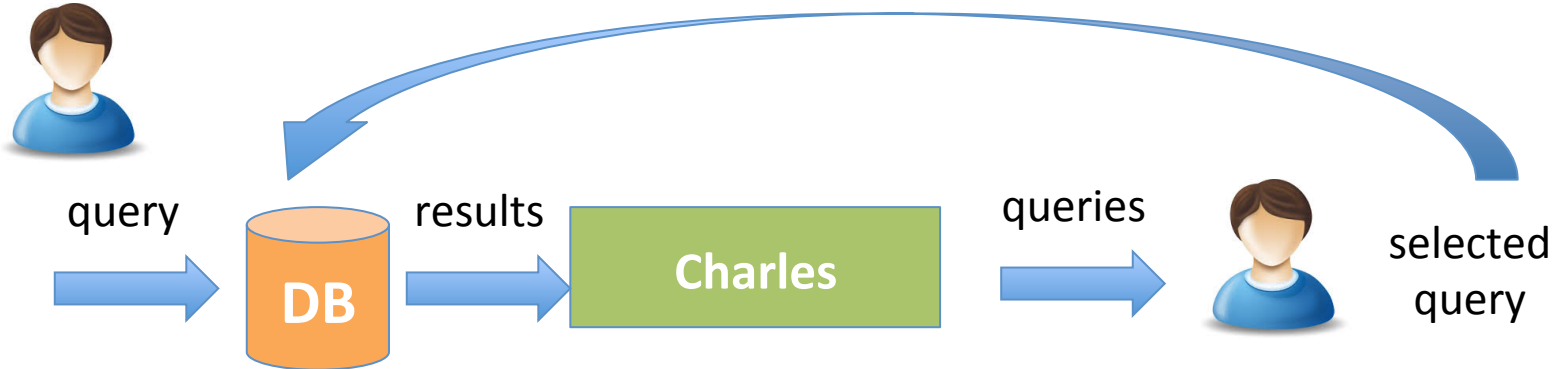 query
DB
results
Charles
queries
selected
query